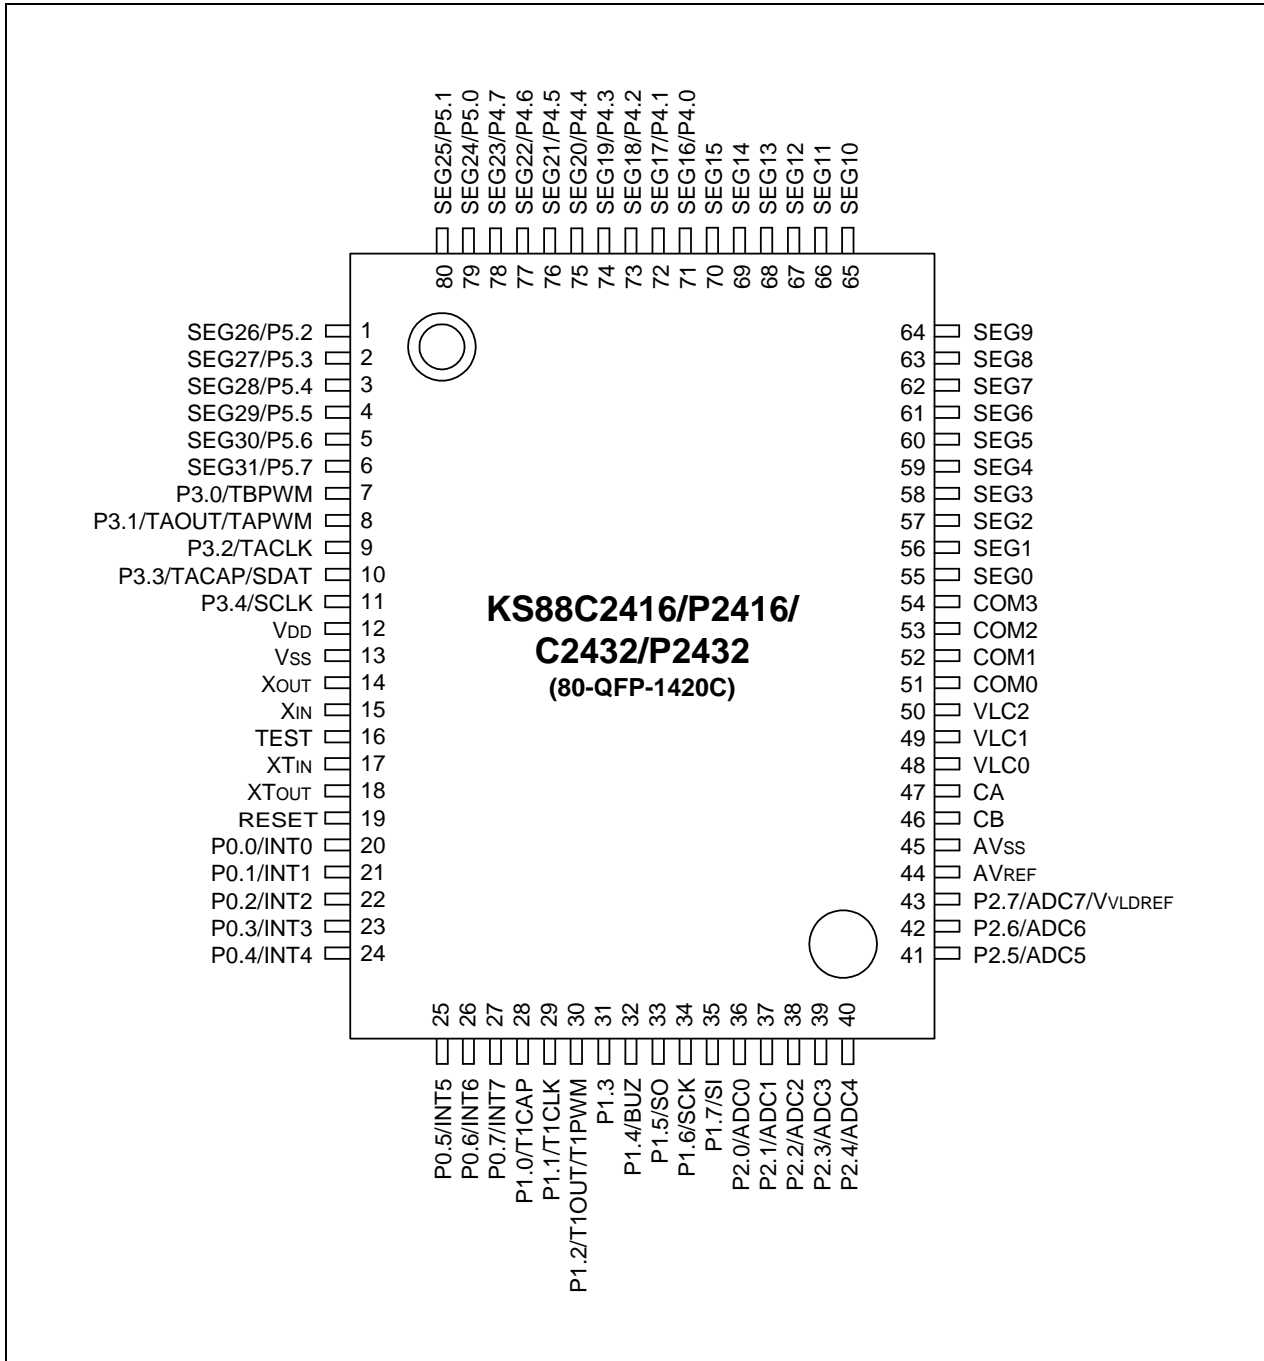 SEG25/P5.1
SEG24/P5.0
SEG23/P4.7
SEG22/P4.6
SEG21/P4.5
SEG20/P4.4
SEG19/P4.3
SEG18/P4.2
SEG17/P4.1
SEG16/P4.0
SEG15
SEG14
SEG13
SEG12
SEG11
SEG10
80
79
78
77
76
75
74
73
72
71
70
69
68
67
66
65
SEG26/P5.2 1
SEG27/P5.3 2
SEG28/P5.4 3
SEG29/P5.5 4
SEG30/P5.6 5
SEG31/P5.7 6
P3.0/TBPWM 7
P3.1/TAOUT/TAPWM 8
P3.2/TACLK 9
P3.3/TACAP/SDAT 10
P3.4/SCLK 11
VDD 12
VSS 13
XOUT 14
XIN 15
TEST 16
XTIN 17
XTOUT 18
RESET 19
P0.0/INT0 20
P0.1/INT1 21
P0.2/INT2 22
P0.3/INT3 23
P0.4/INT4 24
KS88C2416/P2416/
C2432/P2432
(80-QFP-1420C)
64 SEG9
63 SEG8
62 SEG7
61 SEG6
60 SEG5
59 SEG4
58 SEG3
57 SEG2
56 SEG1
55 SEG0
54 COM3
53 COM2
52 COM1
51 COM0
50 VLC2
49 VLC1
48 VLC0
47 CA
46 CB
45 AVSS
44 AVREF
43 P2.7/ADC7/VVLDREF
42 P2.6/ADC6
41 P2.5/ADC5
25
26
27
28
29
30
31
32
33
34
35
36
37
38
39
40
P0.5/INT5
P0.6/INT6
P0.7/INT7
P1.0/T1CAP
P1.1/T1CLK
P1.2/T1OUT/T1PWM
P1.3
P1.4/BUZ
P1.5/SO
P1.6/SCK
P1.7/SI
P2.0/ADC0
P2.1/ADC1
P2.2/ADC2
P2.3/ADC3
P2.4/ADC4